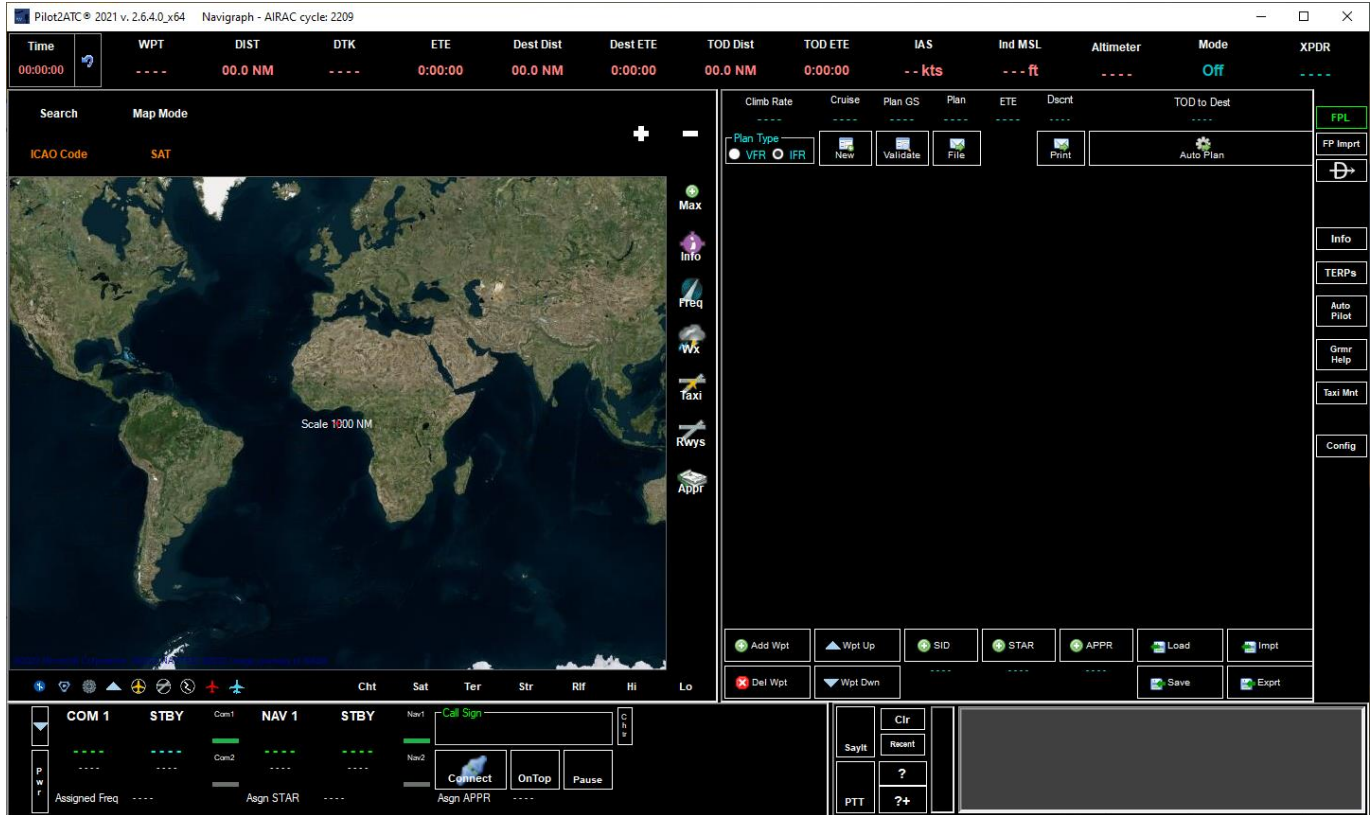 Pilot2ATC® 2021 v. 2.6.4.0_x64 Navigraph - AIRAC cycle: 2209
Time WPT DIST DTK ETE Dest Dist Dest ETE TOD Dist TOD ETE IAS Ind MSL Altimeter Mode XPDR
00:00:00 - - - - 00.0 NM - - - - 0:00:00 00.0 NM 0:00:00 00.0 NM 0:00:00 - - kts - - - ft - - - - Off - - - -
Search Map Mode
ICAO Code SAT
+ −
Max
Info
Freq
Wx
Taxi
Rwys
Appr
Scale 1000 NM
Cht Sat Ter Str Rlf Hi Lo
Climb Rate Cruise Plan GS Plan ETE Dscnt TOD to Dest
- - - - - - - - - - - - - - - - - - - - - - - - - - - -
Plan Type
VFR IFR New Validate File Print Auto Plan
Add Wpt Wpt Up SID STAR APPR Load Impt
- - - - - - - -
Del Wpt Wpt Dwn Save Exprt
FPL
FP Imprt
D
Info
TERPs
Auto
Pilot
Grmr
Help
Taxi Mnt
Config
COM 1 STBY Com1 NAV 1 STBY Nav1 Call Sign
Chtr
- - - - - - - - - - - - - - - -
Com2 Nav2
- - - - - - - - - - - - - - - -
Pwr
Connect OnTop Pause
Assigned Freq - - - - Asgn STAR - - - - Asgn APPR - - - -
SayIt
Clr
Recent
PTT
?
?+